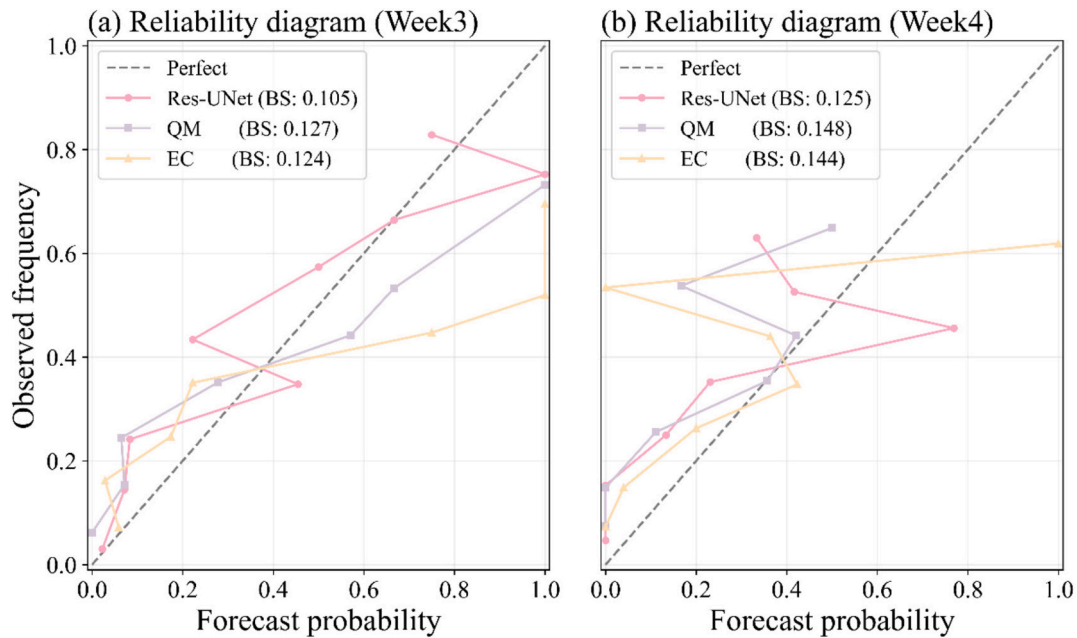 (a) Reliability diagram (Week3)
Perfect
Res-UNet (BS: 0.105)
QM (BS: 0.127)
EC (BS: 0.124)
Observed frequency
1.0
0.8
0.6
0.4
0.2
0.0
0.0 0.2 0.4 0.6 0.8 1.0
Forecast probability
(b) Reliability diagram (Week4)
Perfect
Res-UNet (BS: 0.125)
QM (BS: 0.148)
EC (BS: 0.144)
0.0 0.2 0.4 0.6 0.8 1.0
Forecast probability